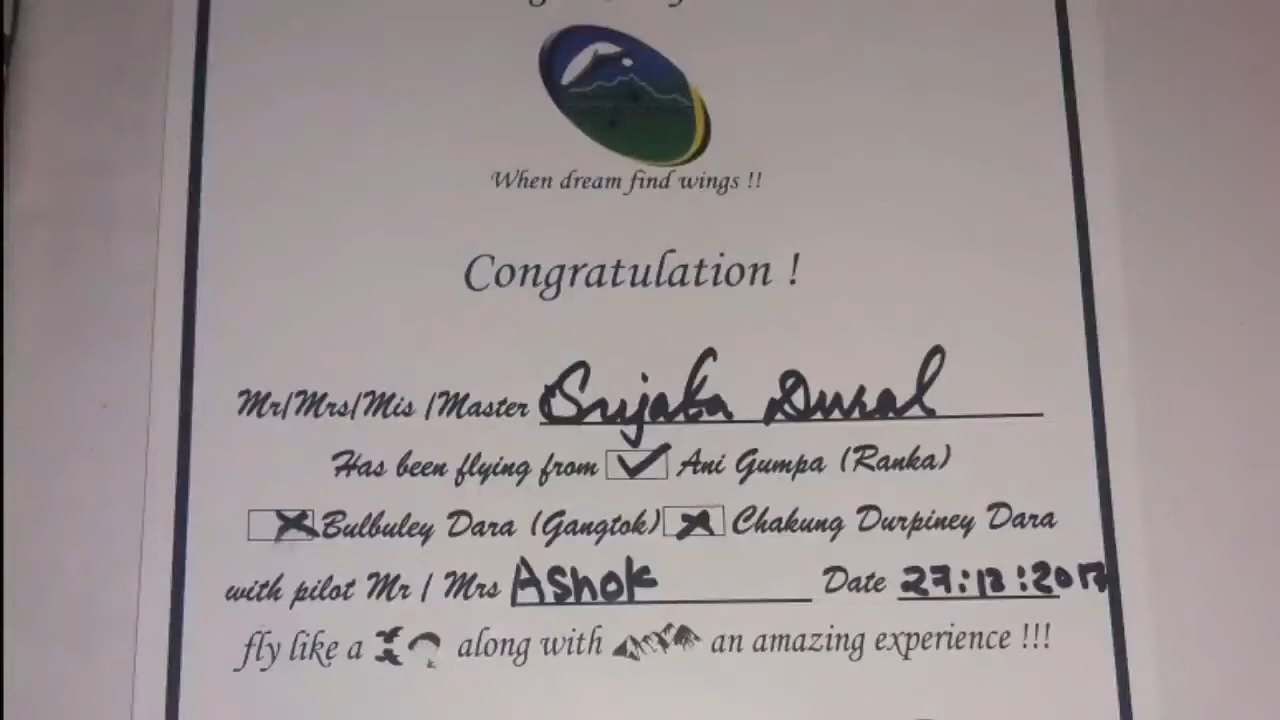 When dream find wings !!
Congratulation !
Mr/Mrs/Mis /Master Srijata Dural
Has been flying from ✓ Ani Gumpa (Ranka)
X Bulbuley Dara (Gangtok) X Chakung Durpiney Dara
with pilot Mr / Mrs Ashok Date 27:12:2017
fly like a along with an amazing experience !!!